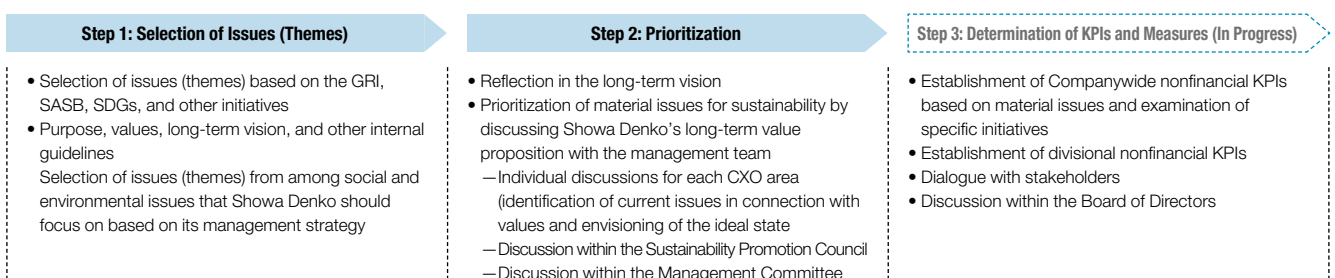 Step 1: Selection of Issues (Themes)
• Selection of issues (themes) based on the GRI,
SASB, SDGs, and other initiatives
• Purpose, values, long-term vision, and other internal
guidelines
Selection of issues (themes) from among social and
environmental issues that Showa Denko should
focus on based on its management strategy
Step 2: Prioritization
• Reflection in the long-term vision
• Prioritization of material issues for sustainability by
discussing Showa Denko's long-term value
proposition with the management team
—Individual discussions for each CXO area
(identification of current issues in connection with
values and envisioning of the ideal state
—Discussion within the Sustainability Promotion Council
—Discussion within the Management Committee
Step 3: Determination of KPIs and Measures (In Progress)
• Establishment of Companywide nonfinancial KPIs
based on material issues and examination of
specific initiatives
• Establishment of divisional nonfinancial KPIs
• Dialogue with stakeholders
• Discussion within the Board of Directors